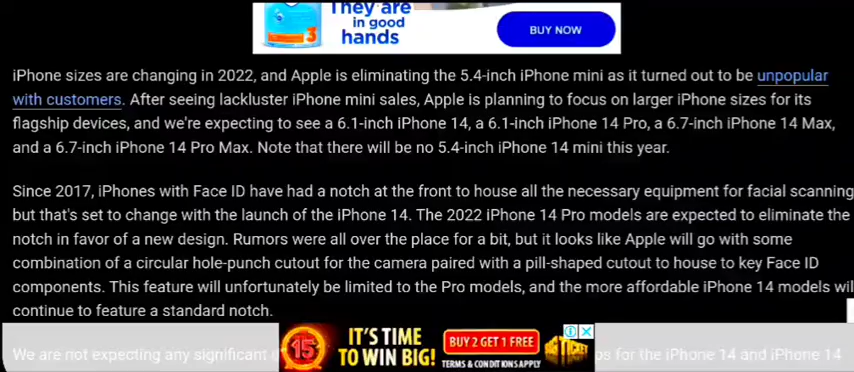 They are
in good
hands
3
BUY NOW
iPhone sizes are changing in 2022, and Apple is eliminating the 5.4-inch iPhone mini as it turned out to be unpopular
with customers. After seeing lackluster iPhone mini sales, Apple is planning to focus on larger iPhone sizes for its
flagship devices, and we're expecting to see a 6.1-inch iPhone 14, a 6.1-inch iPhone 14 Pro, a 6.7-inch iPhone 14 Max,
and a 6.7-inch iPhone 14 Pro Max. Note that there will be no 5.4-inch iPhone 14 mini this year.
Since 2017, iPhones with Face ID have had a notch at the front to house all the necessary equipment for facial scanning
but that's set to change with the launch of the iPhone 14. The 2022 iPhone 14 Pro models are expected to eliminate the
notch in favor of a new design. Rumors were all over the place for a bit, but it looks like Apple will go with some
combination of a circular hole-punch cutout for the camera paired with a pill-shaped cutout to house to key Face ID
components. This feature will unfortunately be limited to the Pro models, and the more affordable iPhone 14 models wil
continue to feature a standard notch.
We are not expecting any significant
for the iPhone 14 and iPhone 14
15
IT'S TIME
TO WIN BIG!
BUY 2 GET 1 FREE
TERMS & CONDITIONS APPLY
BIG TICKET